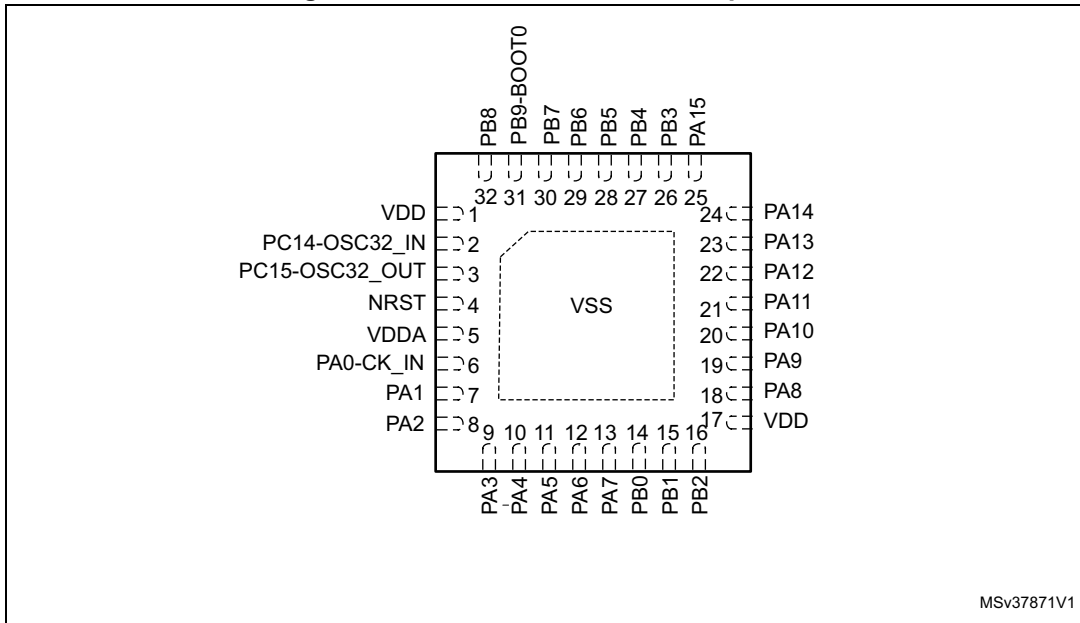 PB8
PB9-BOOT0
PB7
PB6
PB5
PB4
PB3
PA15
32 31 30 29 28 27 26 25
VDD 1
PC14-OSC32_IN 2
PC15-OSC32_OUT 3
NRST 4
VDDA 5
PA0-CK_IN 6
PA1 7
PA2 8
VSS
24 PA14
23 PA13
22 PA12
21 PA11
20 PA10
19 PA9
18 PA8
17 VDD
9 10 11 12 13 14 15 16
PA3
PA4
PA5
PA6
PA7
PB0
PB1
PB2
MSv37871V1